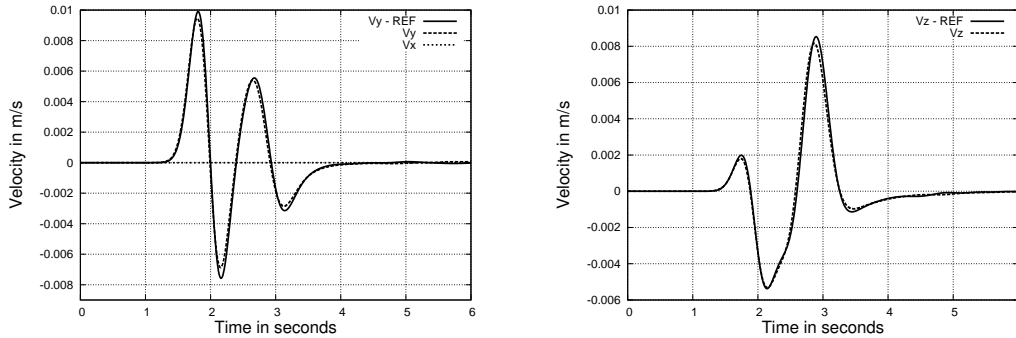 0.01
0.008
0.006
0.004
0.002
0
-0.002
-0.004
-0.006
-0.008
0 1 2 3 4 5 6
Velocity in m/s
Time in seconds
Vy - REF
Vy
Vx
0.01
0.008
0.006
0.004
0.002
0
-0.002
-0.004
-0.006
0 1 2 3 4 5
Velocity in m/s
Time in seconds
Vz - REF
Vz